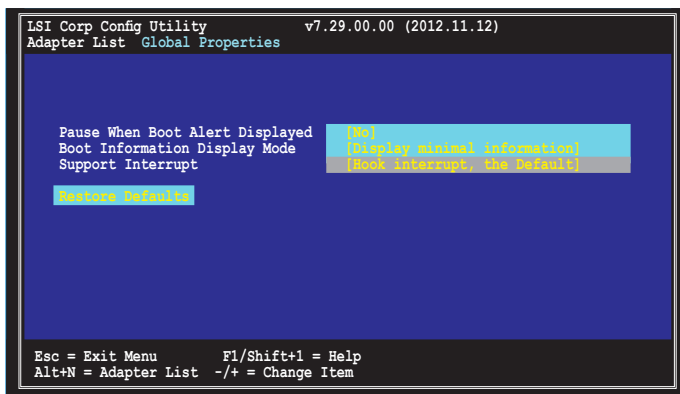 LSI Corp Config Utility v7.29.00.00 (2012.11.12)
Adapter List Global Properties
Pause When Boot Alert Displayed [No]
Boot Information Display Mode [Display minimal information]
Support Interrupt [Hook interrupt, the Default]
Restore Defaults
Esc = Exit Menu F1/Shift+1 = Help
Alt+N = Adapter List -/+ = Change Item